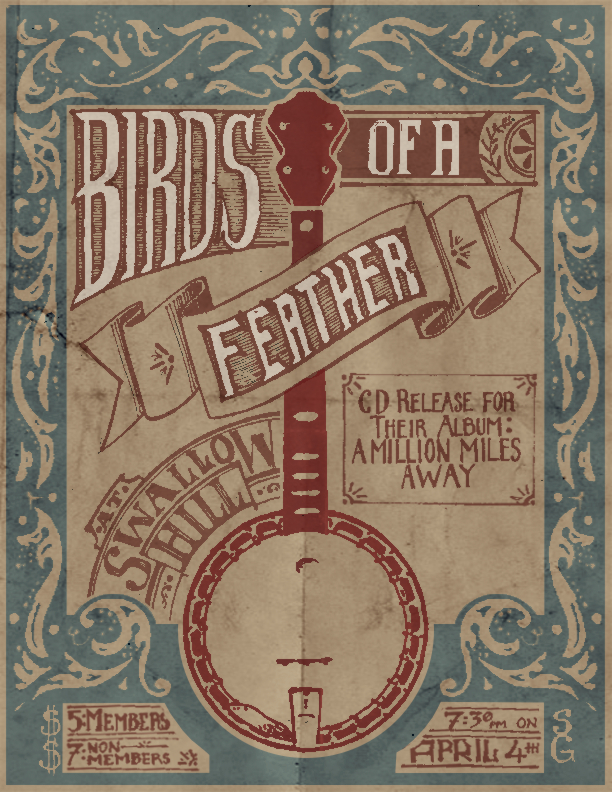 BIRDS
OF A
FEATHER
CD RELEASE FOR
THEIR ALBUM:
A MILLION MILES
AWAY
·AT·
SWALLOW
HILL
$ 5·MEMBERS
$ 7·NON-
MEMBERS
7:30PM ON
APRIL 4TH